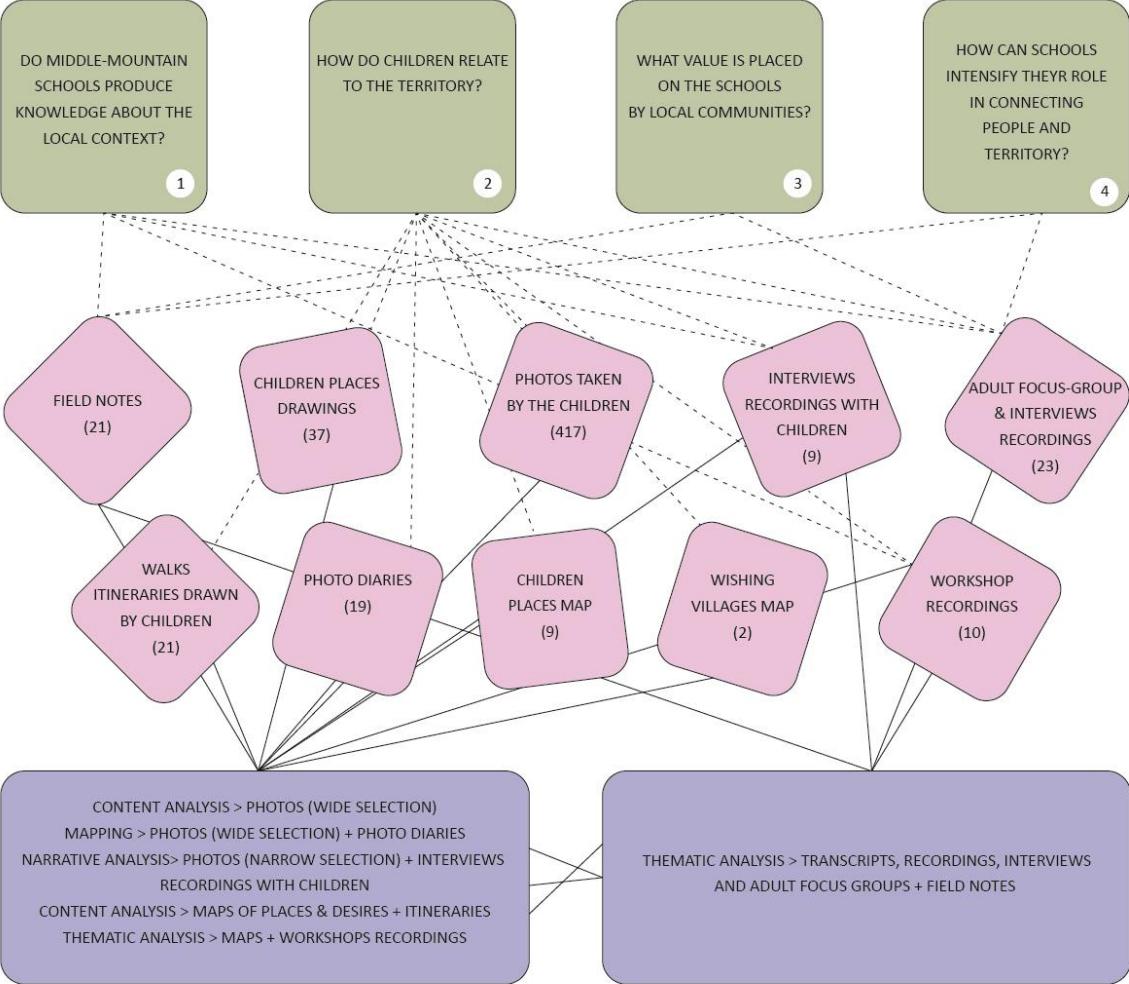 DO MIDDLE-MOUNTAIN
SCHOOLS PRODUCE
KNOWLEDGE ABOUT THE
LOCAL CONTEXT?
1
HOW DO CHILDREN RELATE
TO THE TERRITORY?
2
WHAT VALUE IS PLACED
ON THE SCHOOLS
BY LOCAL COMMUNITIES?
3
HOW CAN SCHOOLS
INTENSIFY THEYR ROLE
IN CONNECTING
PEOPLE AND
TERRITORY?
4
FIELD NOTES
(21)
CHILDREN PLACES
DRAWINGS
(37)
PHOTOS TAKEN
BY THE CHILDREN
(417)
INTERVIEWS
RECORDINGS WITH
CHILDREN
(9)
ADULT FOCUS-GROUP
& INTERVIEWS
RECORDINGS
(23)
WALKS
ITINERARIES DRAWN
BY CHILDREN
(21)
PHOTO DIARIES
(19)
CHILDREN
PLACES MAP
(9)
WISHING
VILLAGES MAP
(2)
WORKSHOP
RECORDINGS
(10)
CONTENT ANALYSIS > PHOTOS (WIDE SELECTION)
MAPPING > PHOTOS (WIDE SELECTION) + PHOTO DIARIES
NARRATIVE ANALYSIS> PHOTOS (NARROW SELECTION) + INTERVIEWS
RECORDINGS WITH CHILDREN
CONTENT ANALYSIS > MAPS OF PLACES & DESIRES + ITINERARIES
THEMATIC ANALYSIS > MAPS + WORKSHOPS RECORDINGS
THEMATIC ANALYSIS > TRANSCRIPTS, RECORDINGS, INTERVIEWS
AND ADULT FOCUS GROUPS + FIELD NOTES